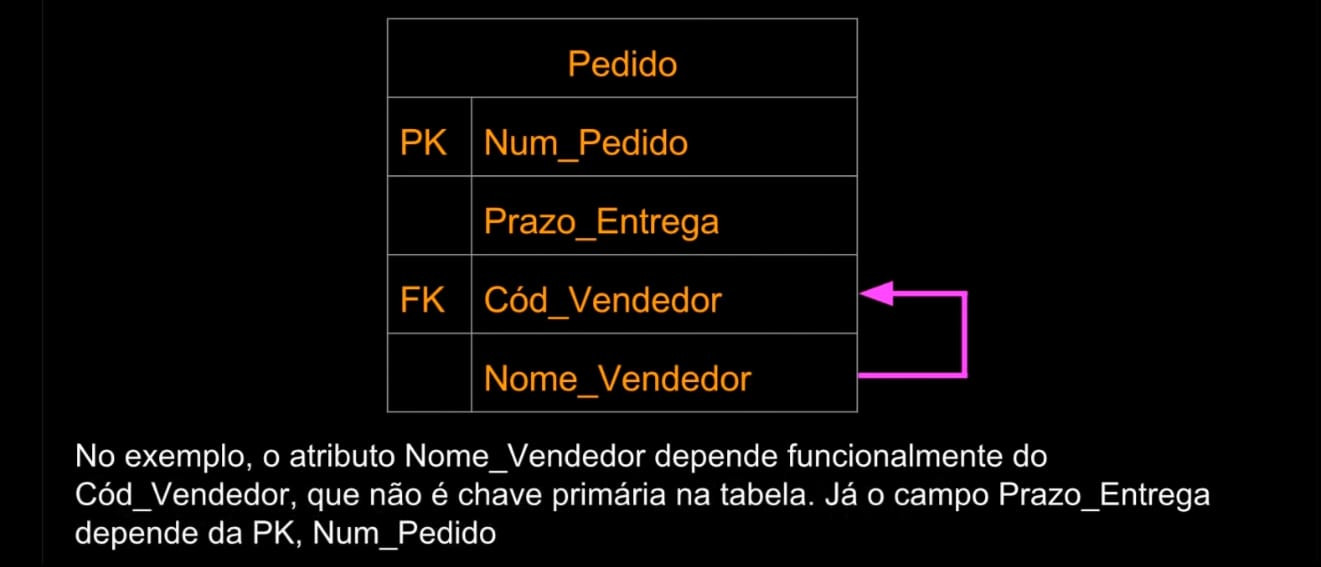 Pedido
PK Num_Pedido
Prazo_Entrega
FK Cód_Vendedor
Nome_Vendedor
No exemplo, o atributo Nome_Vendedor depende funcionalmente do
Cód_Vendedor, que não é chave primária na tabela. Já o campo Prazo_Entrega
depende da PK, Num_Pedido